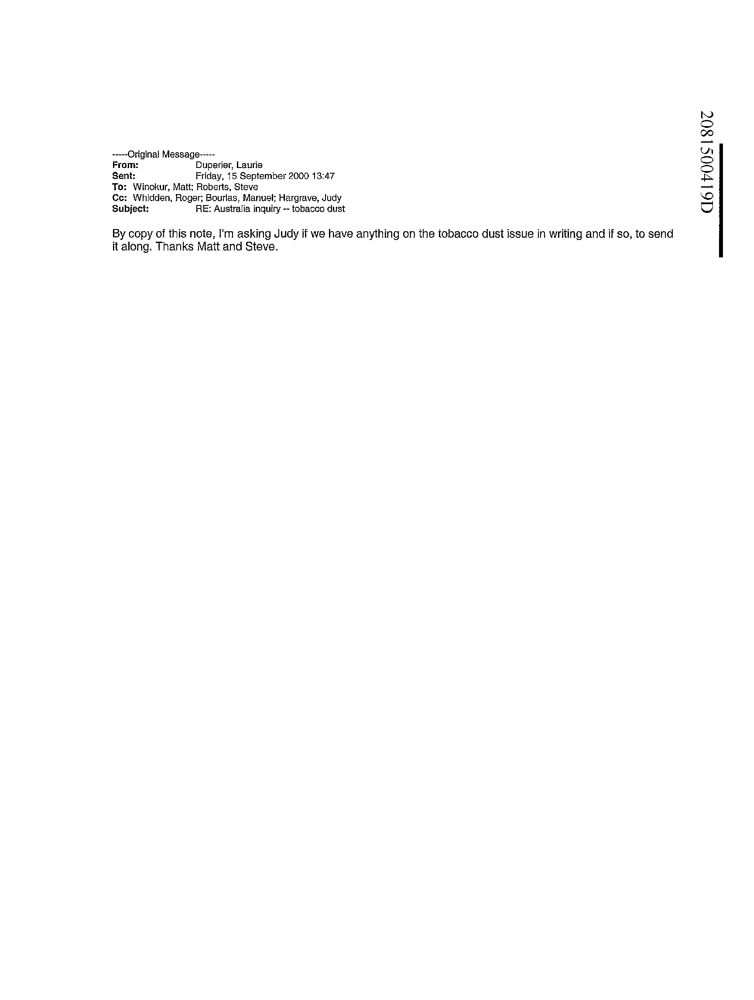 -----Original Message-----
From: Duperier, Laurie
Sent: Friday, 15 September 2000 13:47
To: Winokur, Matt; Roberts, Steve
Cc: Whidden, Roger; Bourlas, Manuel; Hargrave, Judy
Subject: RE: Australia inquiry -- tobacco dust
By copy of this note, I'm asking Judy if we have anything on the tobacco dust issue in writing and if so, to send
it along. Thanks Matt and Steve.
2081500419D